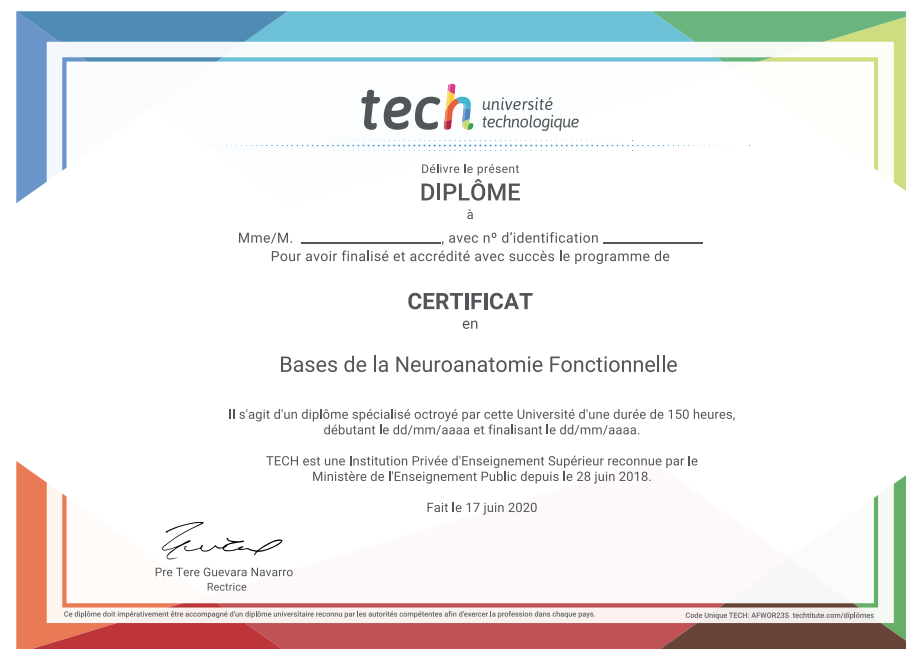 tech université
technologique
Délivre le présent
DIPLÔME
à
Mme/M. ____________________, avec nº d'identification ______________
Pour avoir finalisé et accrédité avec succès le programme de
CERTIFICAT
en
Bases de la Neuroanatomie Fonctionnelle
Il s'agit d'un diplôme spécialisé octroyé par cette Université d'une durée de 150 heures,
débutant le dd/mm/aaaa et finalisant le dd/mm/aaaa.
TECH est une Institution Privée d'Enseignement Supérieur reconnue par le
Ministère de l'Enseignement Public depuis le 28 juin 2018.
Fait le 17 juin 2020
Pre Tere Guevara Navarro
Rectrice
Ce diplôme doit impérativement être accompagné d'un diplôme universitaire reconnu par les autorités compétentes afin d'exercer la profession dans chaque pays.
Code Unique TECH: AFWOR23S techtitute.com/diplômes